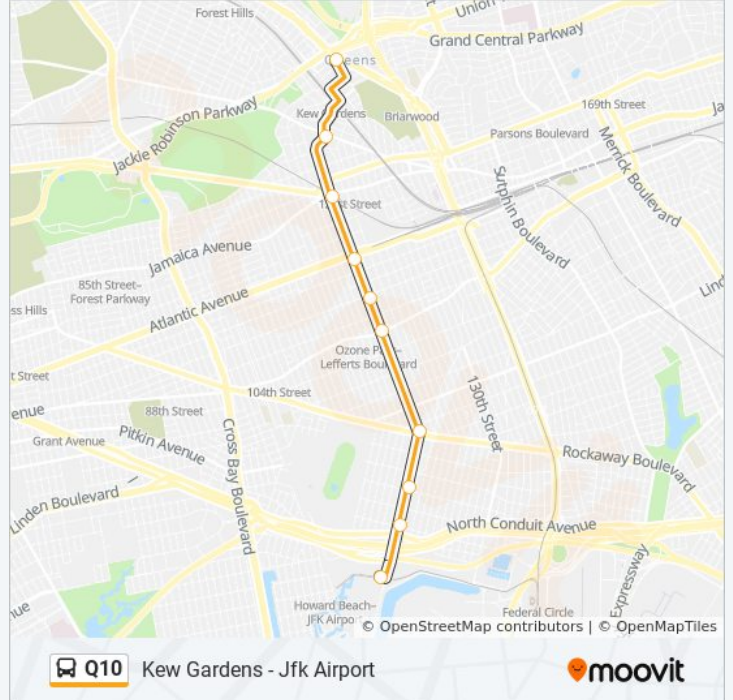 Forest Hills
Union
Grand Central Parkway
Queens
169th Street
Jackie Robinson Parkway
Kew Gardens
Briarwood
Parsons Boulevard
Merrick Boulevard
Sutphin Boulevard
121st Street
Jamaica Avenue
85th Street–
Forest Parkway
Atlantic Avenue
Ozone Park–
Lefferts Boulevard
104th Street
130th Street
88th Street
Grant Avenue
Pitkin Avenue
Cross Bay Boulevard
Rockaway Boulevard
Linden Boulevard
North Conduit Avenue
Expressway
Howard Beach–
JFK Airport
Federal Circle
© OpenStreetMap contributors | © OpenMapTiles
Q10 Kew Gardens - Jfk Airport
moovit